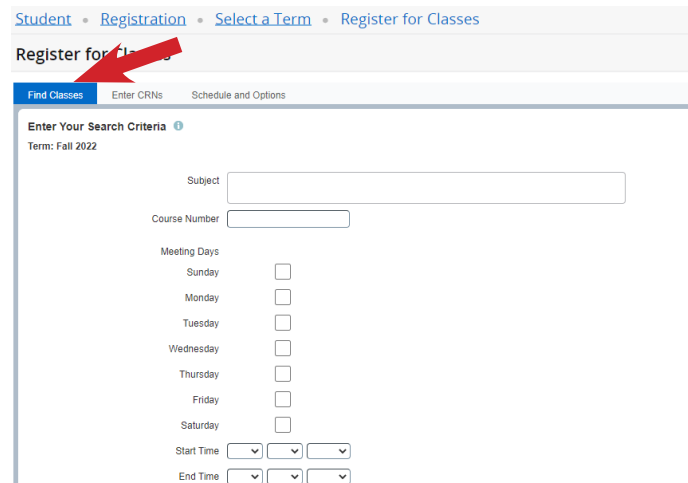 Student • Registration • Select a Term • Register for Classes
Register for Classes
Find Classes Enter CRNs Schedule and Options
Enter Your Search Criteria
Term: Fall 2022
Subject
Course Number
Meeting Days
Sunday
Monday
Tuesday
Wednesday
Thursday
Friday
Saturday
Start Time
End Time